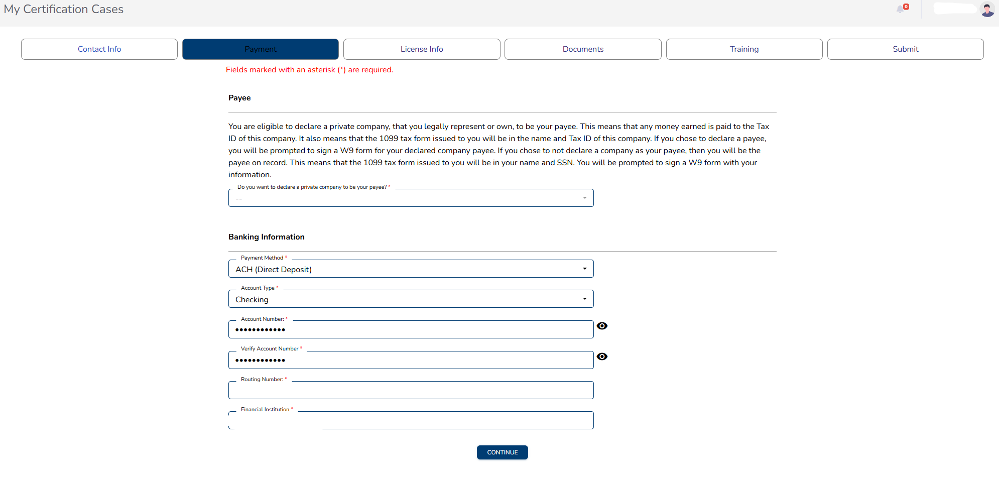 My Certification Cases
0
Contact Info
Payment
License Info
Documents
Training
Submit
Fields marked with an asterisk (*) are required.
Payee
You are eligible to declare a private company, that you legally represent or own, to be your payee. This means that any money earned is paid to the Tax
ID of this company. It also means that the 1099 tax form issued to you will be in the name and Tax ID of this company. If you chose to declare a payee,
you will be prompted to sign a W9 form for your declared company payee. If you chose to not declare a company as your payee, then you will be the
payee on record. This means that the 1099 tax form issued to you will be in your name and SSN. You will be prompted to sign a W9 form with your
information.
Do you want to declare a private company to be your payee? *
--
Banking Information
Payment Method *
ACH (Direct Deposit)
Account Type *
Checking
Account Number: *
••••••••••••
Verify Account Number *
••••••••••••
Routing Number: *
Financial Institution *
CONTINUE